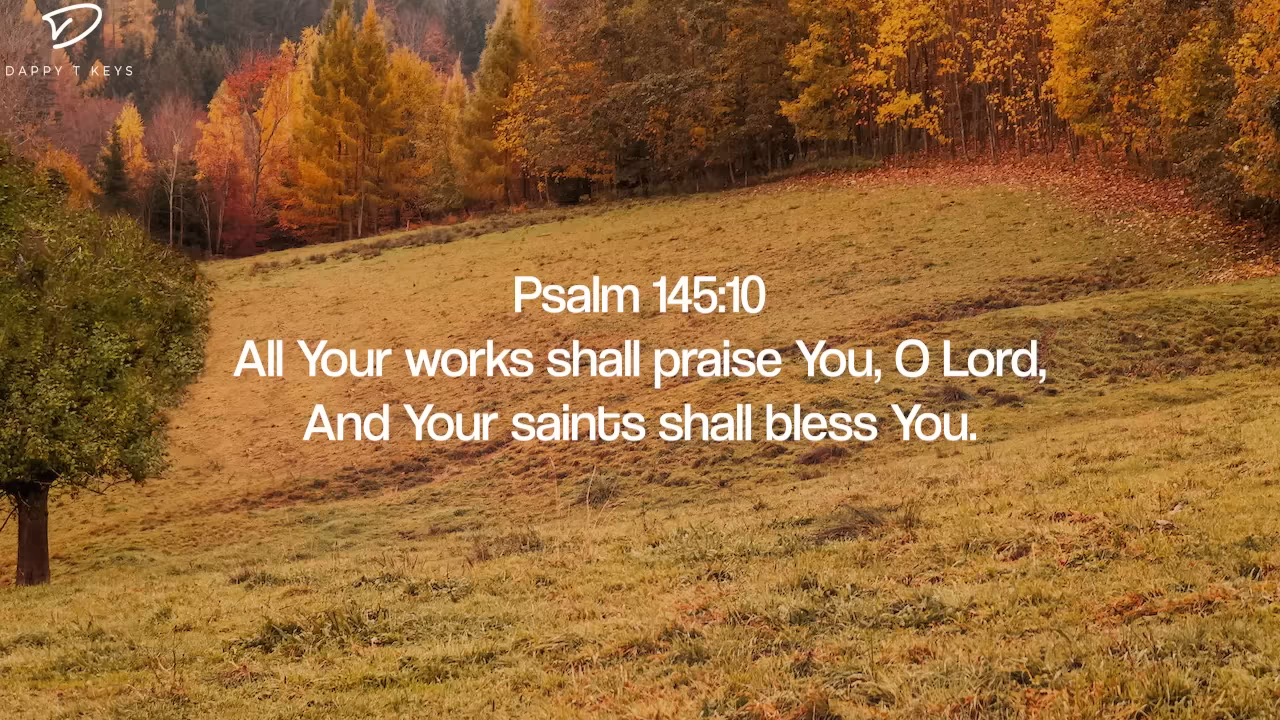 DAPPY T KEYS
Psalm 145:10
All Your works shall praise You, O Lord,
And Your saints shall bless You.